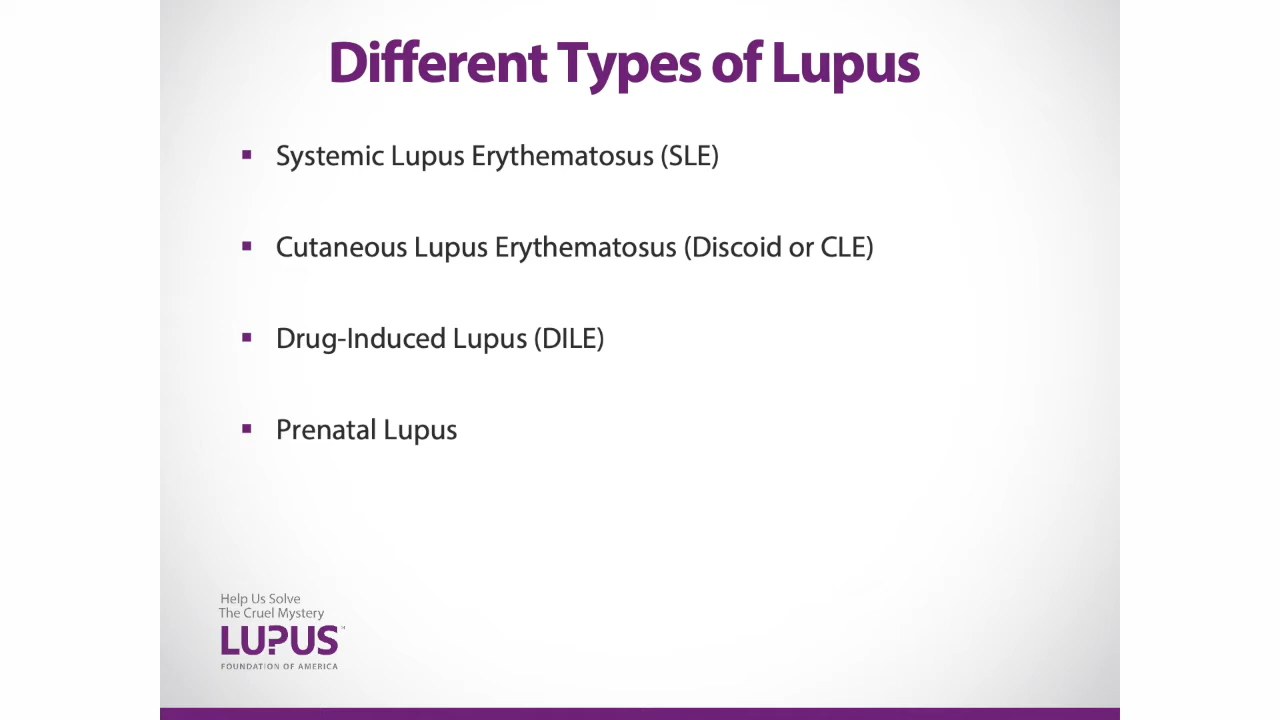 Different Types of Lupus
▪ Systemic Lupus Erythematosus (SLE)
▪ Cutaneous Lupus Erythematosus (Discoid or CLE)
▪ Drug-Induced Lupus (DILE)
▪ Prenatal Lupus
Help Us Solve
The Cruel Mystery
LUPUS™
FOUNDATION OF AMERICA